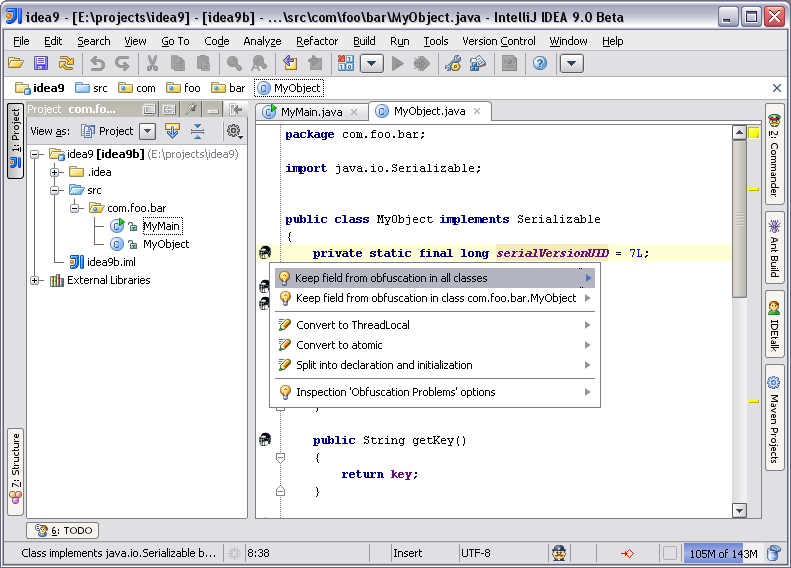 idea9 - [E:\projects\idea9] - [idea9b] - ...\src\com\foo\bar\MyObject.java - IntelliJ IDEA 9.0 Beta
File Edit Search View Go To Code Analyze Refactor Build Run Tools Version Control Window Help
idea9 src com foo bar MyObject
1: Project
Project com.fo...
View as: Project
idea9 [idea9b] (E:\projects\idea9)
.idea
src
com.foo.bar
MyMain
MyObject
idea9b.iml
External Libraries
7: Structure
MyMain.java MyObject.java
package com.foo.bar;
import java.io.Serializable;
public class MyObject implements Serializable
{
private static final long serialVersionUID = 7L;
Keep field from obfuscation in all classes
Keep field from obfuscation in class com.foo.bar.MyObject
Convert to ThreadLocal
Convert to atomic
Split into declaration and initialization
Inspection 'Obfuscation Problems' options
}
public String getKey()
{
return key;
}
2: Commander
Ant Build
IDEtalk
Maven Projects
6: TODO
Class implements java.io.Serializable b... 8:38 Insert UTF-8 105M of 143M